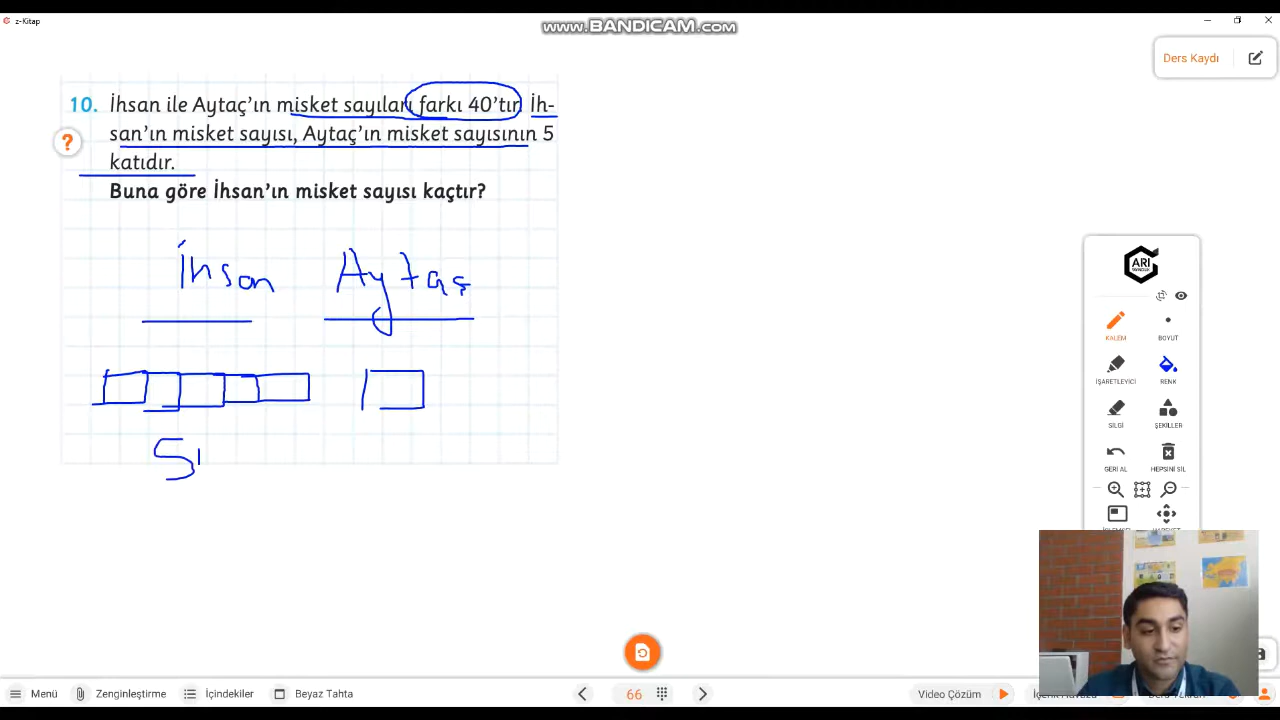 z-Kitap
WWW.BANDICAM.COM
Ders Kaydı
10. İhsan ile Aytaç'ın misket sayıları farkı 40'tır. İh-
san'ın misket sayısı, Aytaç'ın misket sayısının 5
katıdır.
?
Buna göre İhsan'ın misket sayısı kaçtır?
İhsan Aytaç
5
ARI
KALEM BOYUT
İŞARETLEYİCİ RENK
SİLGİ ŞEKİLLER
GERİ AL HEPSİNİ SİL
Menü Zenginleştirme İçindekiler Beyaz Tahta 66 Video Çözüm